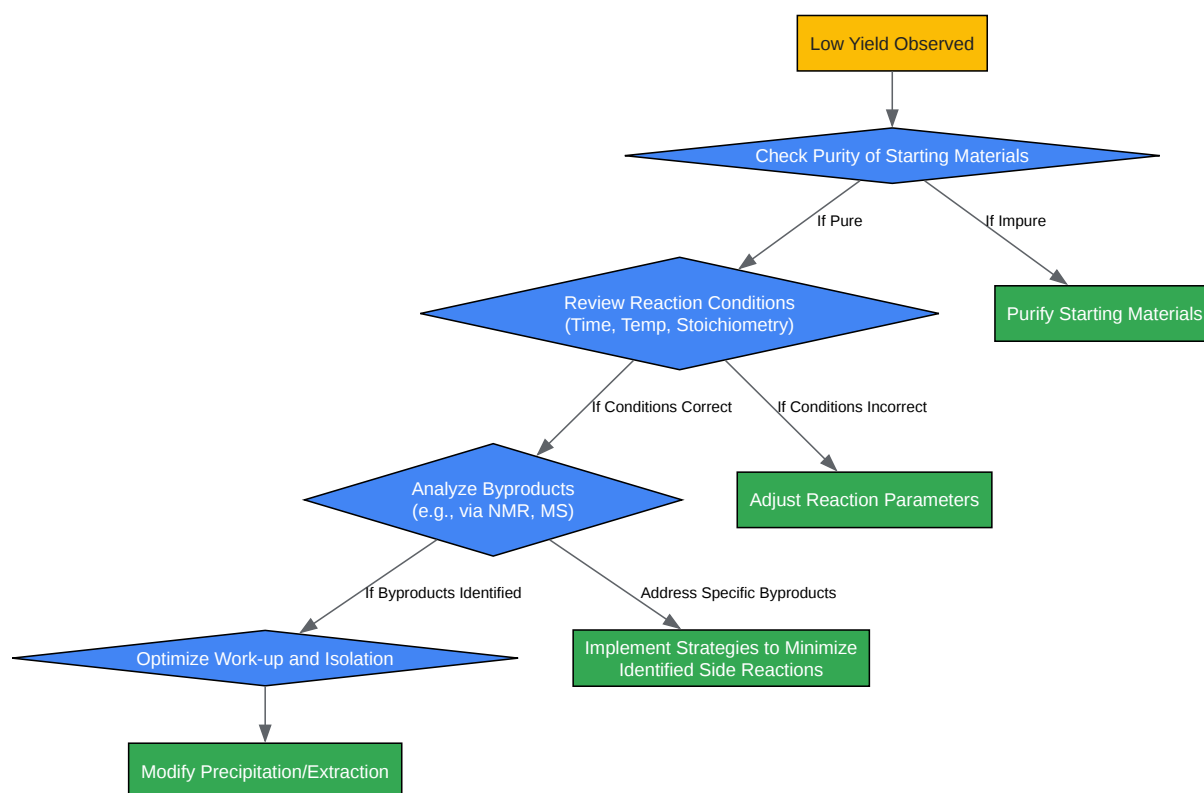 Low Yield Observed
Check Purity of Starting Materials
If Pure
If Impure
Review Reaction Conditions
(Time, Temp, Stoichiometry)
Purify Starting Materials
If Conditions Correct
If Conditions Incorrect
Analyze Byproducts
(e.g., via NMR, MS)
Adjust Reaction Parameters
If Byproducts Identified
Address Specific Byproducts
Optimize Work-up and Isolation
Implement Strategies to Minimize
Identified Side Reactions
Modify Precipitation/Extraction